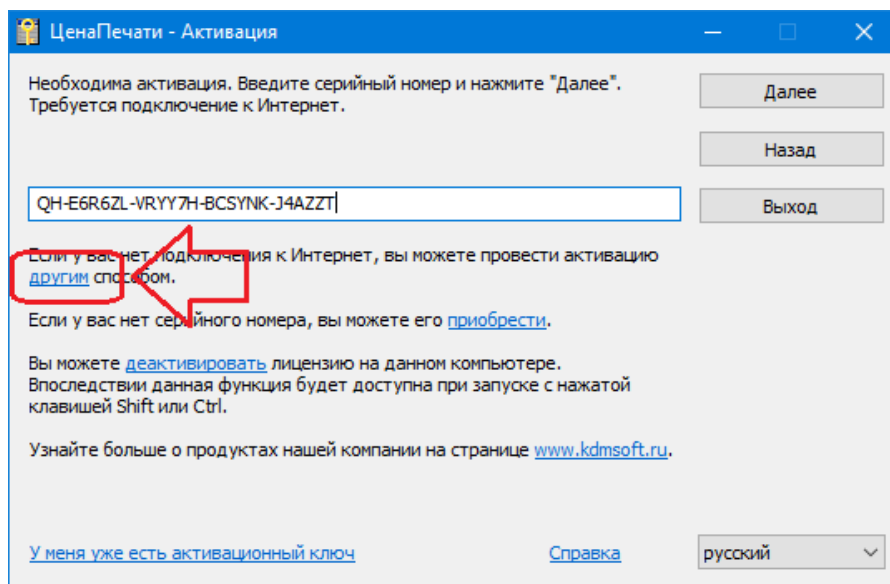 ЦенаПечати - Активация
Необходима активация. Введите серийный номер и нажмите "Далее".
Требуется подключение к Интернет.
Далее
Назад
QH-E6R6ZL-VRYY7H-BCSYNK-J4AZZT
Выход
Если у вас нет подключения к Интернет, вы можете провести активацию
другим способом.
Если у вас нет серийного номера, вы можете его приобрести.
Вы можете деактивировать лицензию на данном компьютере.
Впоследствии данная функция будет доступна при запуске с нажатой
клавишей Shift или Ctrl.
Узнайте больше о продуктах нашей компании на странице www.kdmsoft.ru.
У меня уже есть активационный ключ
Справка
русский